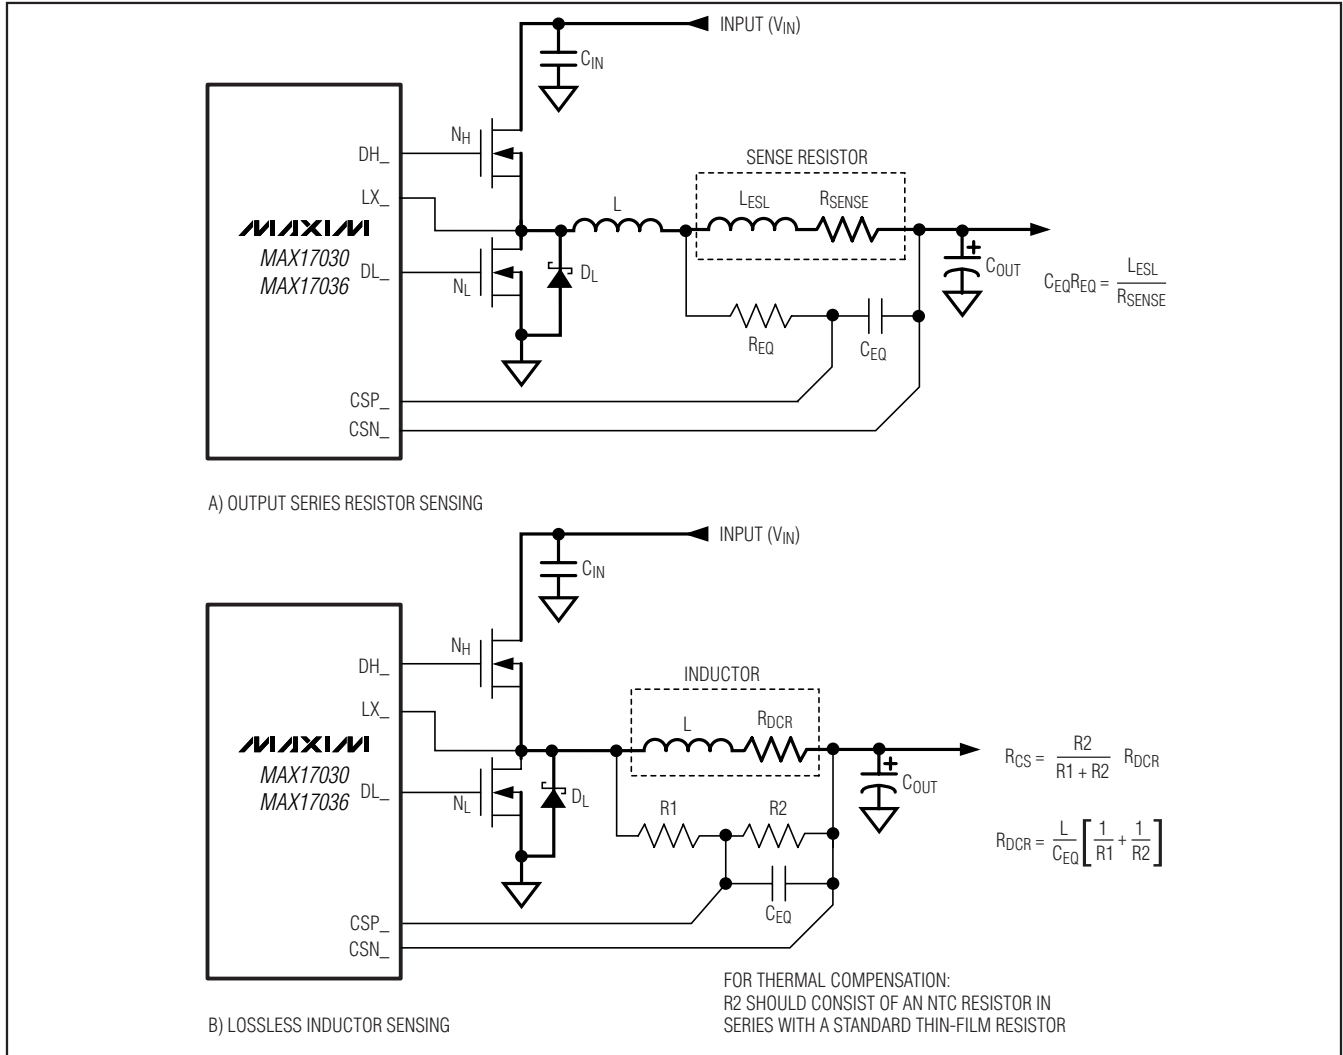 INPUT (VIN)
CIN
NH
DH_
LX_
MAXIM
MAX17030
MAX17036
DL_
NL
DL
L
SENSE RESISTOR
LESL
RSENSE
COUT
+
CEQREQ = LESL / RSENSE
REQ
CEQ
CSP_
CSN_
A) OUTPUT SERIES RESISTOR SENSING
INPUT (VIN)
CIN
NH
DH_
LX_
MAXIM
MAX17030
MAX17036
DL_
NL
DL
INDUCTOR
L
RDCR
COUT
+
RCS = R2 / R1 + R2 RDCR
R1
R2
RDCR = L / CEQ [1 / R1 + 1 / R2]
CEQ
CSP_
CSN_
FOR THERMAL COMPENSATION:
R2 SHOULD CONSIST OF AN NTC RESISTOR IN
SERIES WITH A STANDARD THIN-FILM RESISTOR
B) LOSSLESS INDUCTOR SENSING